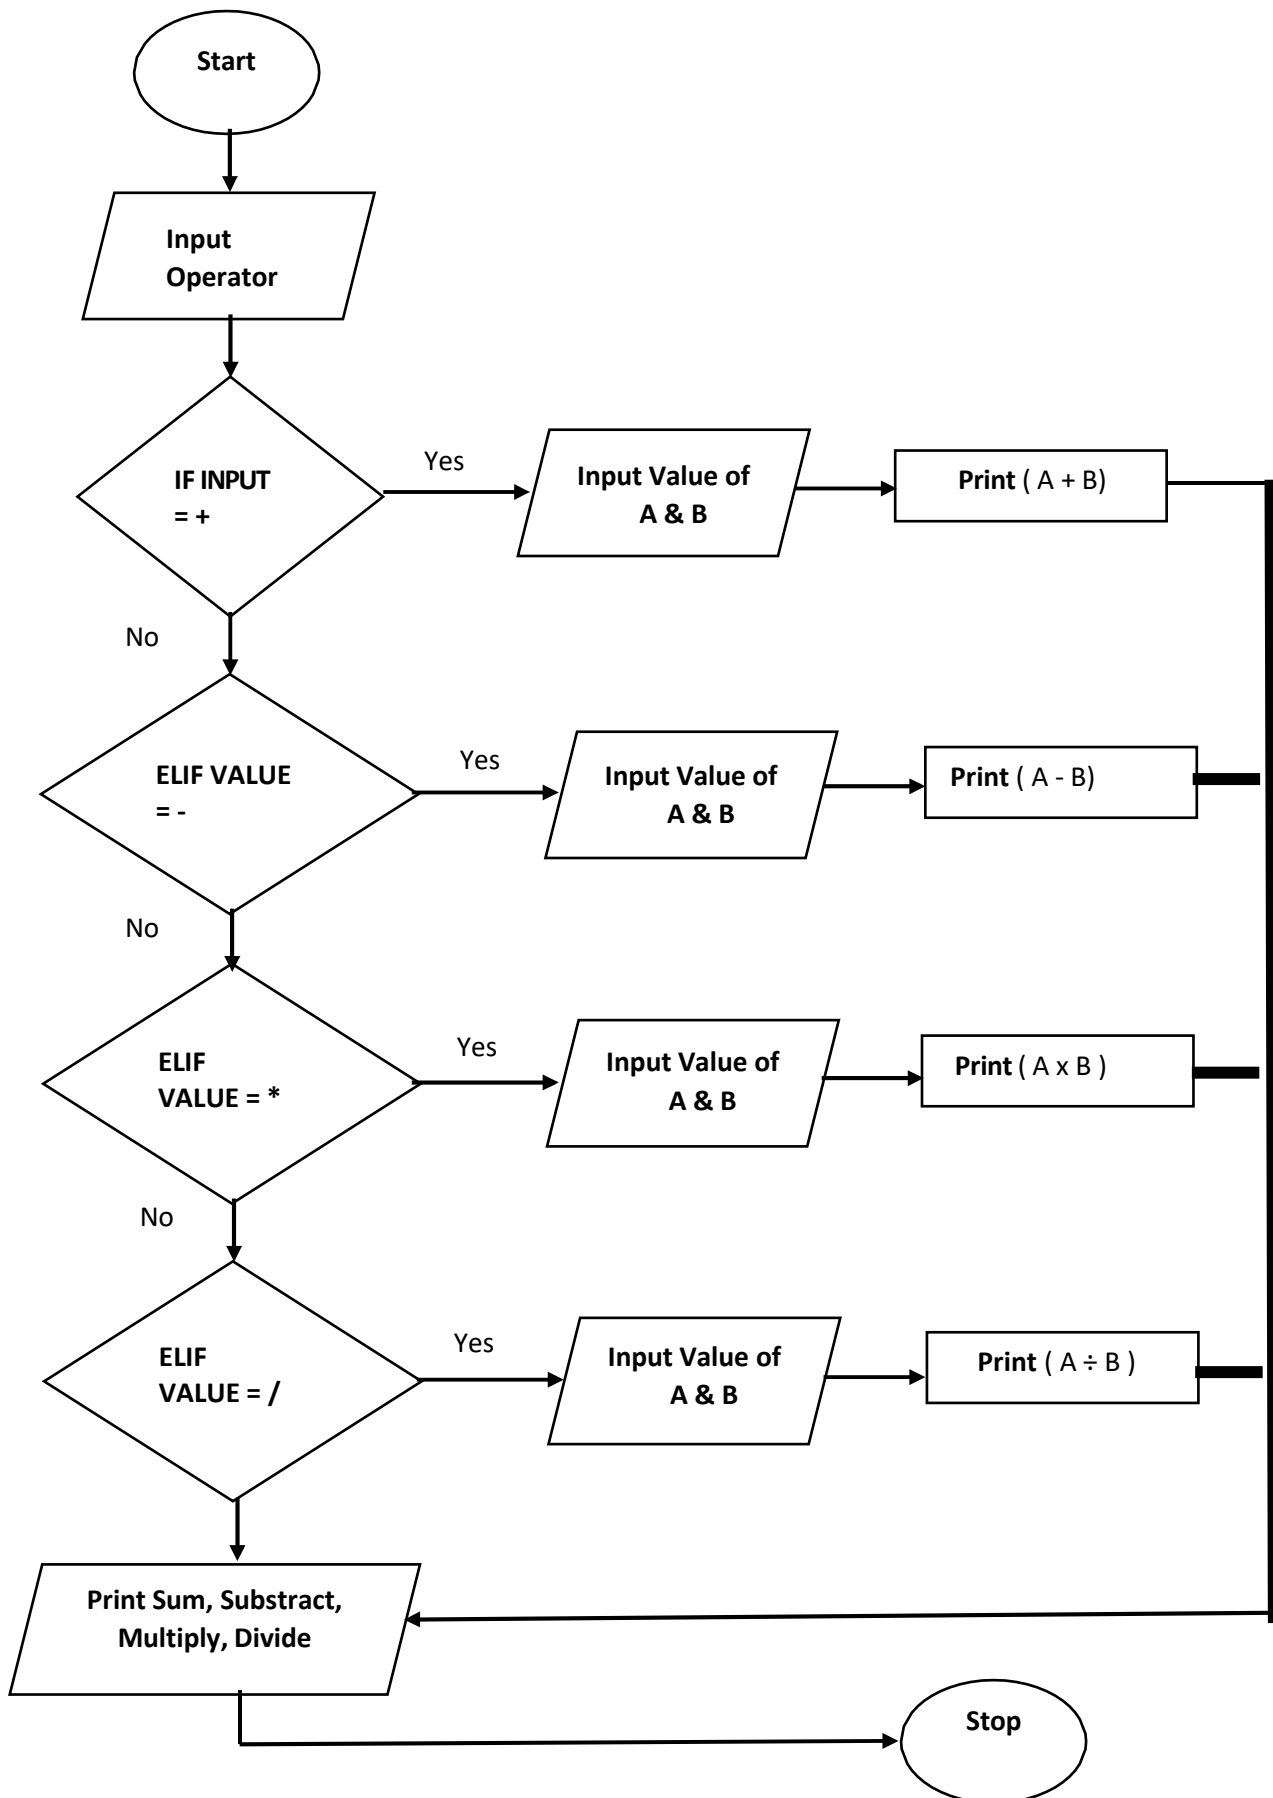 Start
Input
Operator
IF INPUT
= +
Yes
Input Value of
A & B
Print ( A + B)
No
ELIF VALUE
= -
Yes
Input Value of
A & B
Print ( A - B)
No
ELIF
VALUE = *
Yes
Input Value of
A & B
Print ( A x B )
No
ELIF
VALUE = /
Yes
Input Value of
A & B
Print ( A ÷ B )
Print Sum, Substract,
Multiply, Divide
Stop